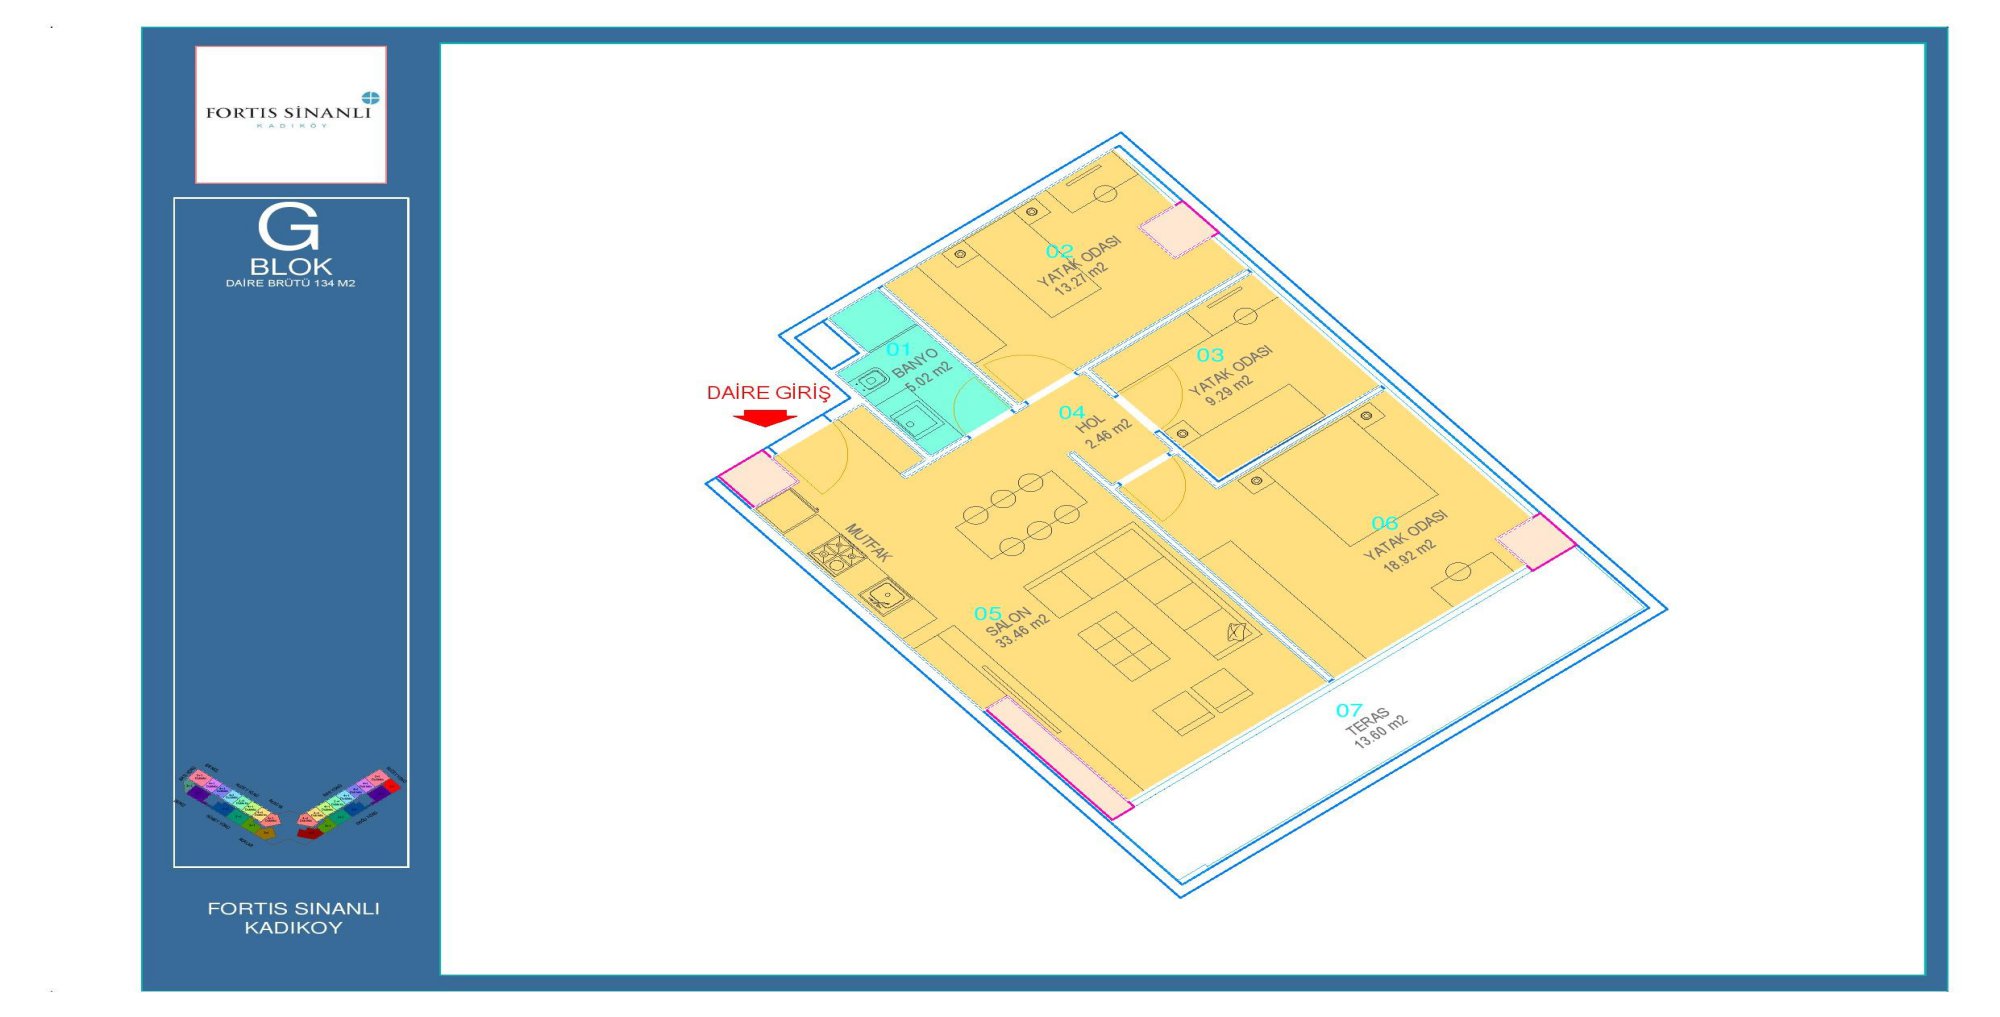 FORTIS SİNANLI
KADIKOY
G
BLOK
DAİRE BRÜTÜ 134 M2
FORTIS SINANLI
KADIKOY
DAİRE GİRİŞ
01
BANYO
5.02 m2
02
YATAK ODASI
13.27 m2
03
YATAK ODASI
9.29 m2
04
HOL
2.46 m2
MUTFAK
05
SALON
33.46 m2
06
YATAK ODASI
18.92 m2
07
TERAS
13.60 m2